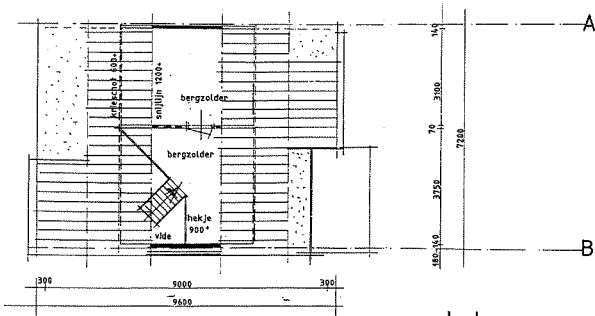 A
140
knieschot 600+
snijlijn 1200+
bergzolder
3100
70
7200
bergzolder
3750
hekje
900+
vide
180-140
B
300
9000
300
9600